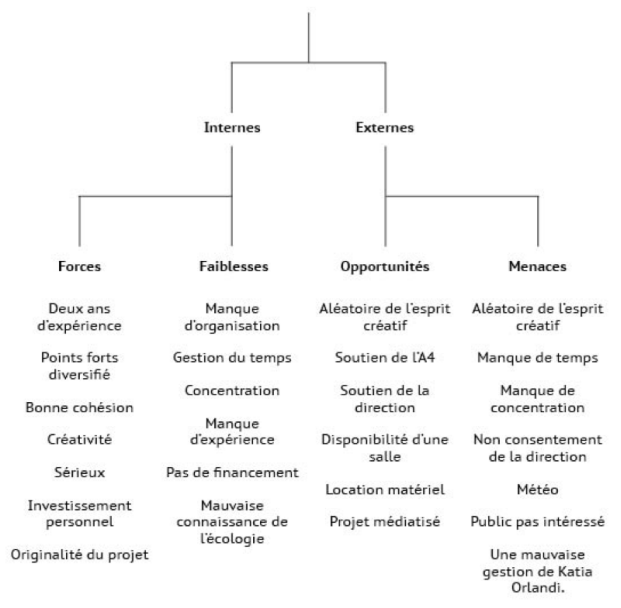 Internes
Externes
Forces
Faiblesses
Opportunités
Menaces
Deux ans
d'expérience
Points forts
diversifié
Bonne cohésion
Créativité
Sérieux
Investissement
personnel
Originalité du projet
Manque
d'organisation
Gestion du temps
Concentration
Manque
d'expérience
Pas de financement
Mauvaise
connaissance de
l'écologie
Aléatoire de l'esprit
créatif
Soutien de l'A4
Soutien de la
direction
Disponibilité d'une
salle
Location matériel
Projet médiatisé
Aléatoire de l'esprit
créatif
Manque de temps
Manque de
concentration
Non consentement
de la direction
Météo
Public pas intéressé
Une mauvaise
gestion de Katia
Orlandi.